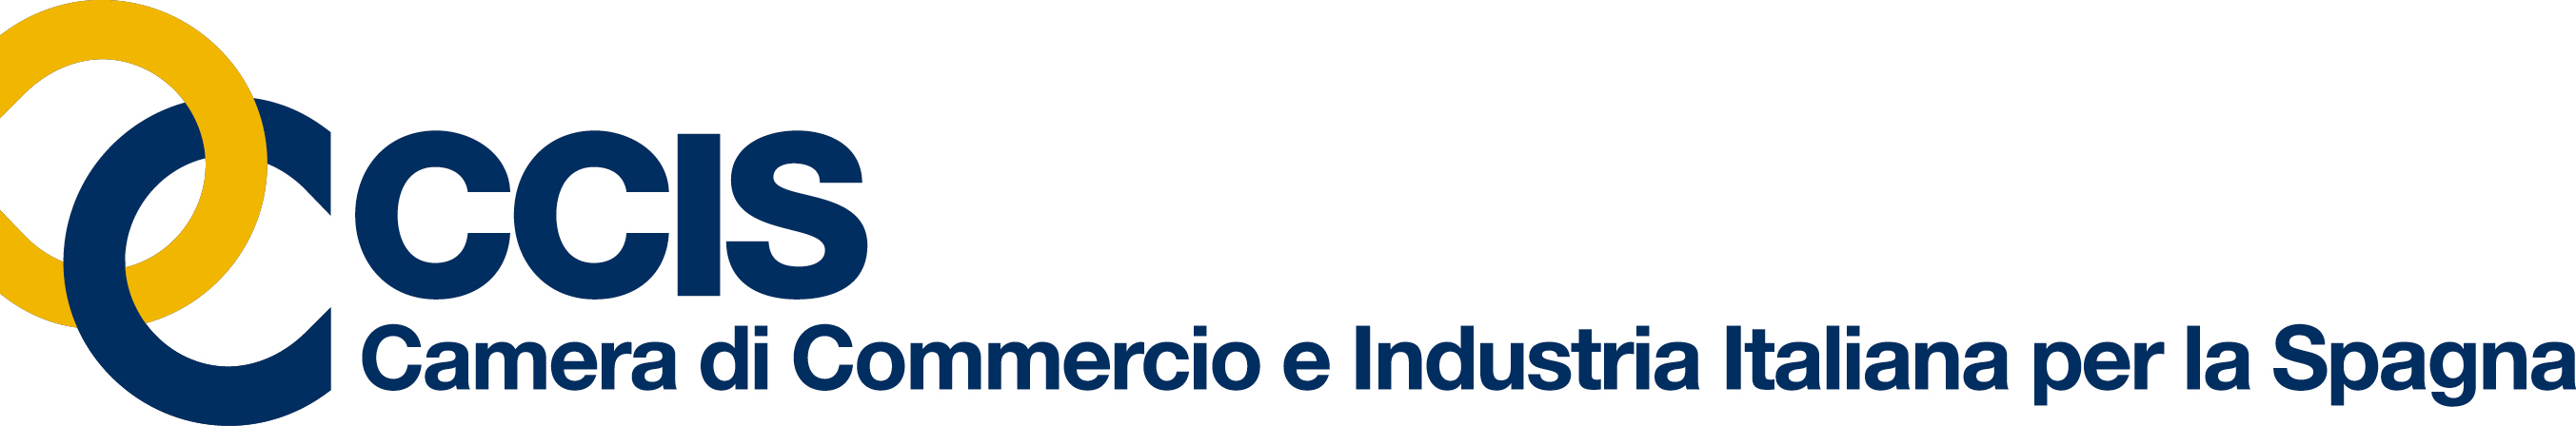 CCIS
Camera di Commercio e Industria Italiana per la Spagna